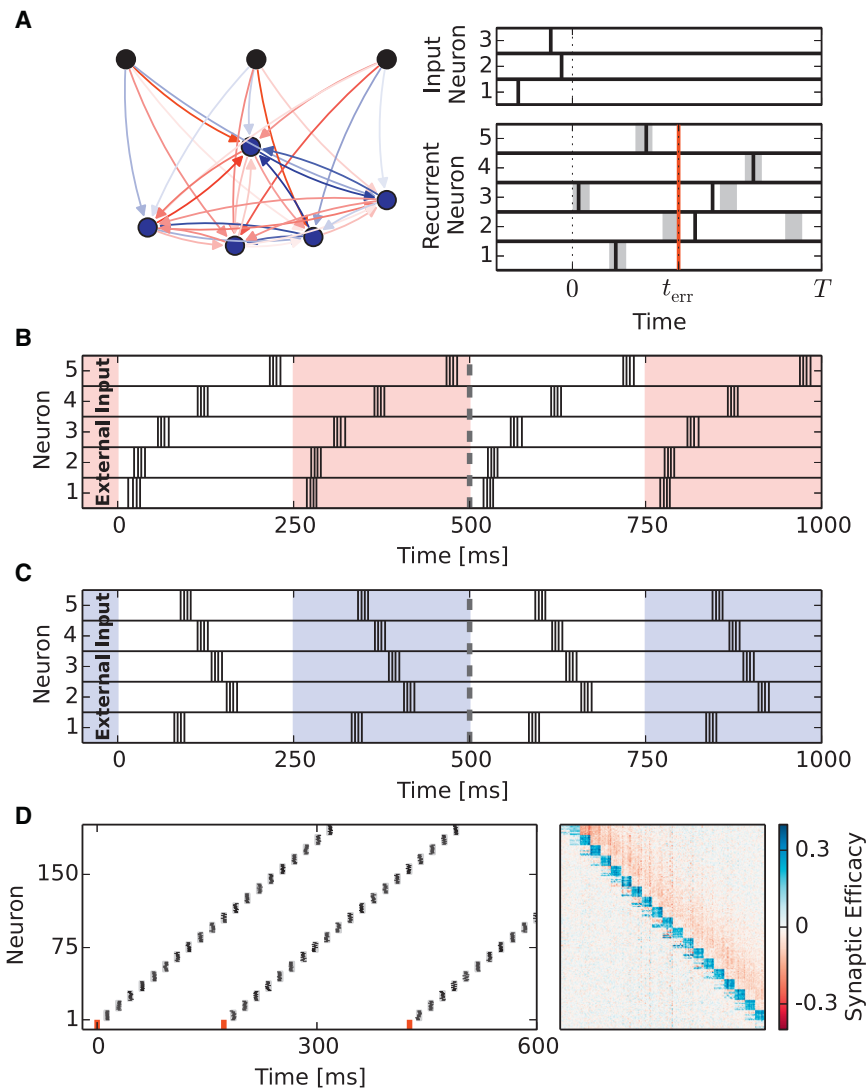 A
Input
Neuron
3
2
1
Recurrent
Neuron
5
4
3
2
1
0
t_err
T
Time
B
Neuron
5
4
3
2
1
External Input
0
250
500
750
1000
Time [ms]
C
Neuron
5
4
3
2
1
External Input
0
250
500
750
1000
Time [ms]
D
Neuron
150
75
1
0
300
600
Time [ms]
0.3
0
-0.3
Synaptic Efficacy